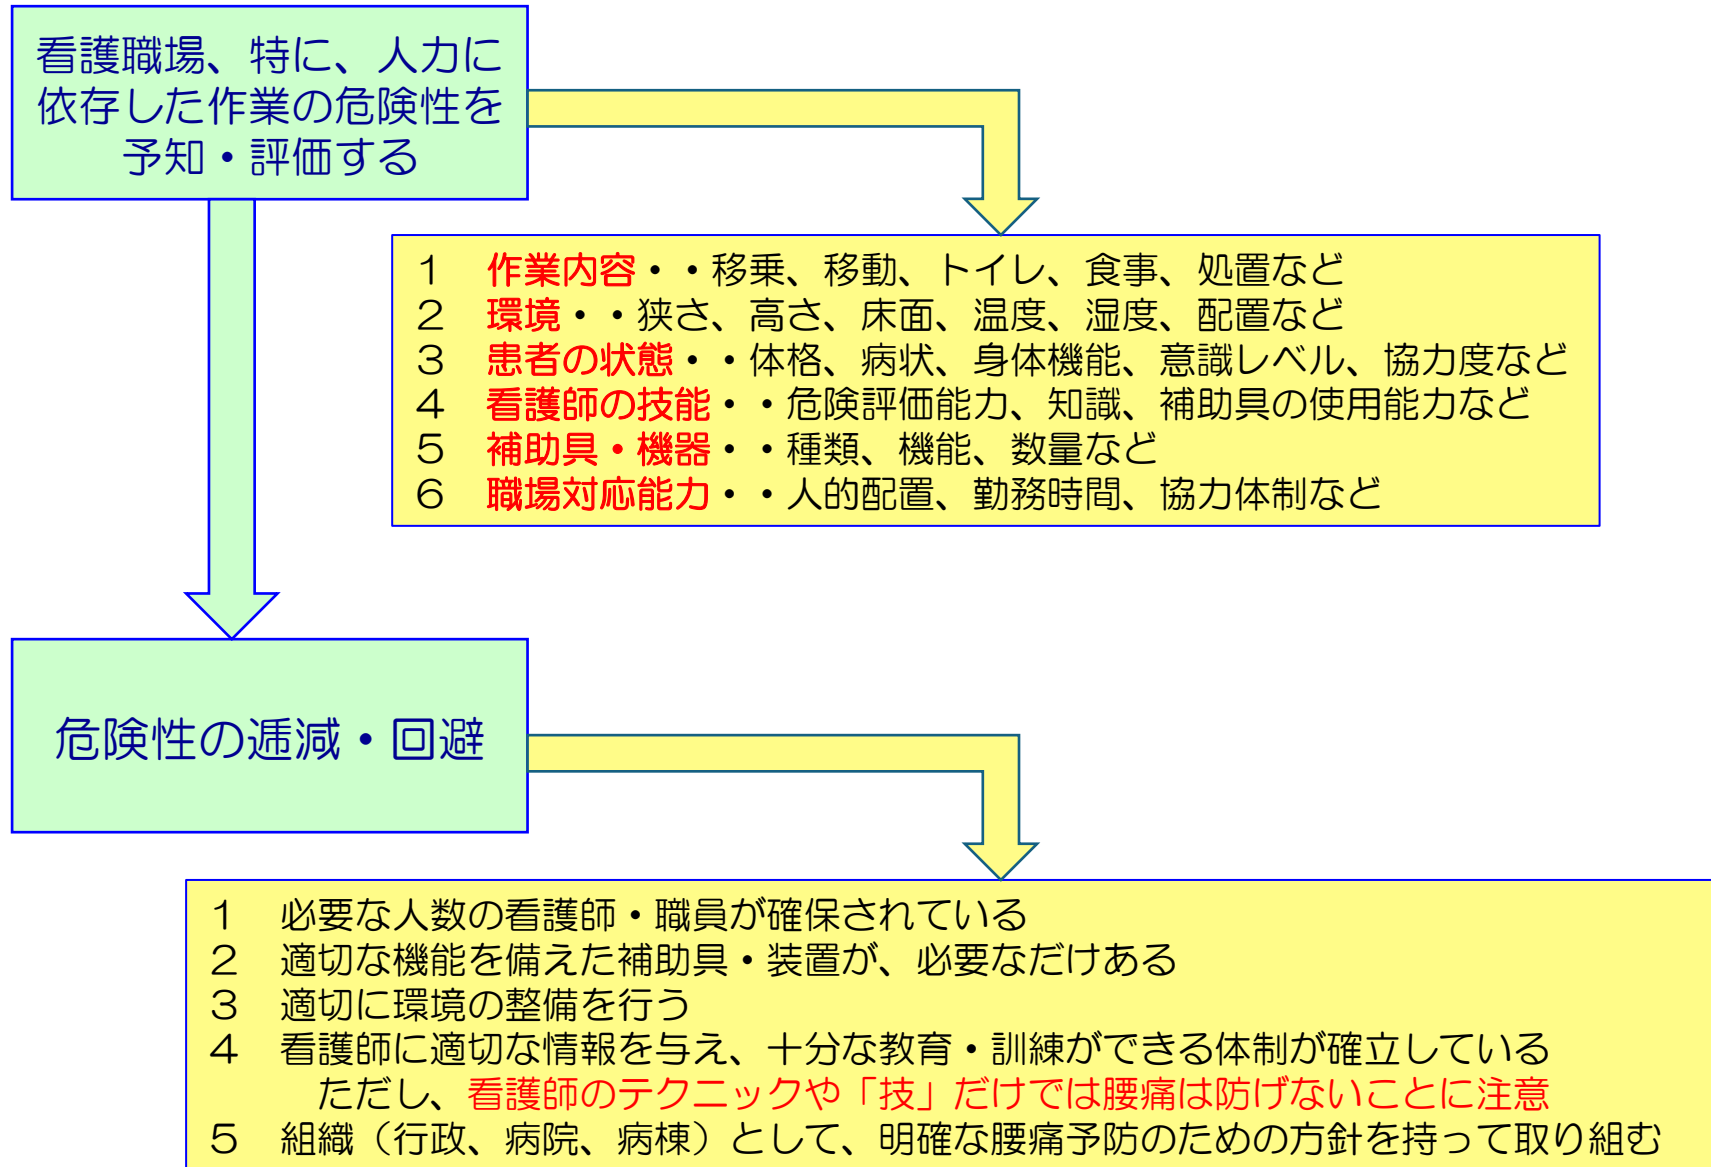 看護職場、特に、人力に
依存した作業の危険性を
予知・評価する
１　作業内容・・移乗、移動、トイレ、食事、処置など
２　環境・・狭さ、高さ、床面、温度、湿度、配置など
３　患者の状態・・体格、病状、身体機能、意識レベル、協力度など
４　看護師の技能・・危険評価能力、知識、補助具の使用能力など
５　補助具・機器・・種類、機能、数量など
６　職場対応能力・・人的配置、勤務時間、協力体制など
危険性の逓減・回避
１　必要な人数の看護師・職員が確保されている
２　適切な機能を備えた補助具・装置が、必要なだけある
３　適切に環境の整備を行う
４　看護師に適切な情報を与え、十分な教育・訓練ができる体制が確立している
ただし、看護師のテクニックや「技」だけでは腰痛は防げないことに注意
５　組織（行政、病院、病棟）として、明確な腰痛予防のための方針を持って取り組む